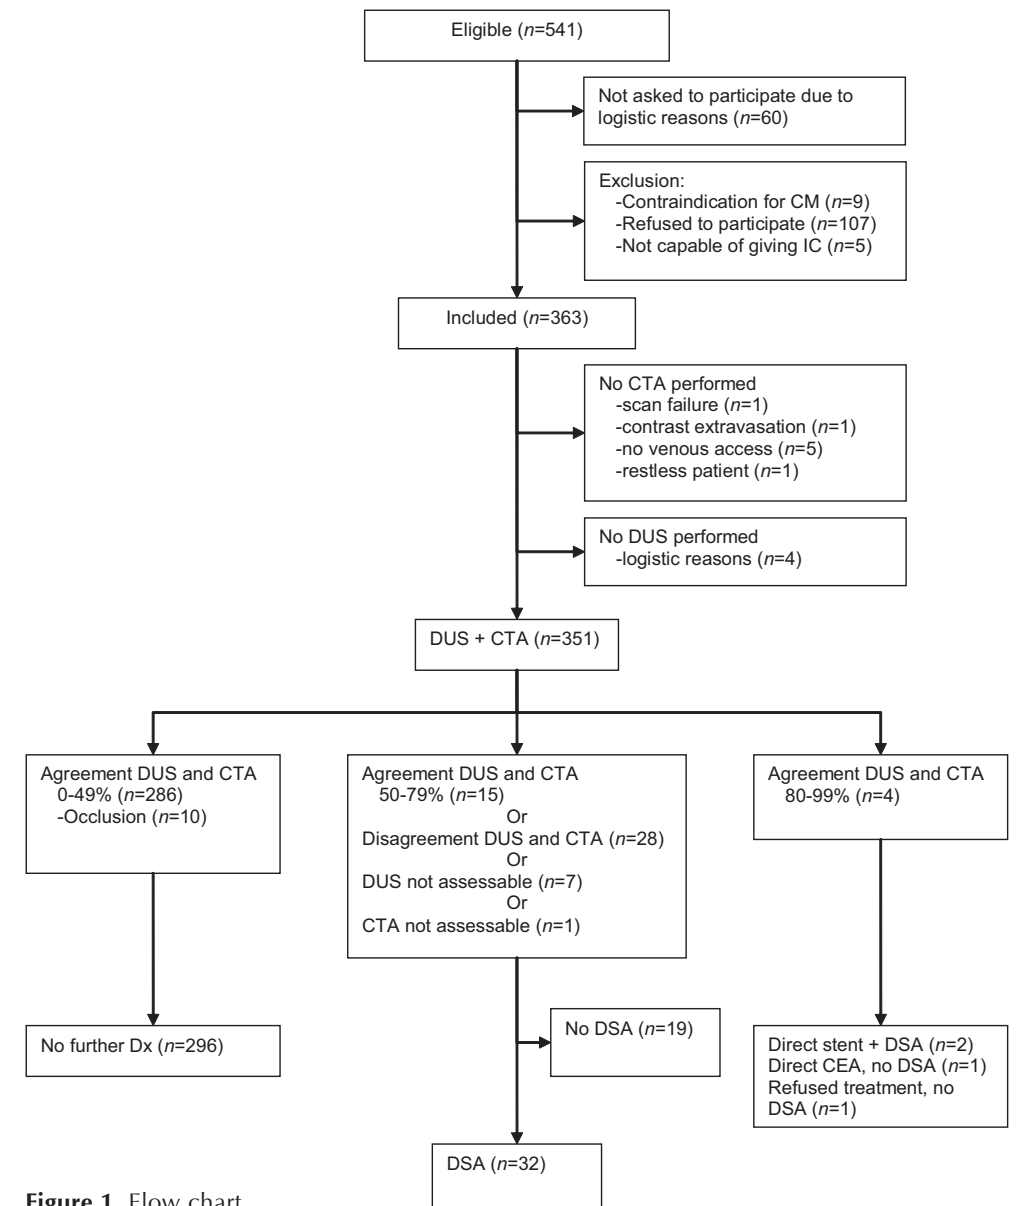 Eligible (n=541)
Not asked to participate due to
logistic reasons (n=60)
Exclusion:
-Contraindication for CM (n=9)
-Refused to participate (n=107)
-Not capable of giving IC (n=5)
Included (n=363)
No CTA performed
-scan failure (n=1)
-contrast extravasation (n=1)
-no venous access (n=5)
-restless patient (n=1)
No DUS performed
-logistic reasons (n=4)
DUS + CTA (n=351)
Agreement DUS and CTA
0-49% (n=286)
-Occlusion (n=10)
Agreement DUS and CTA
50-79% (n=15)
Or
Disagreement DUS and CTA (n=28)
Or
DUS not assessable (n=7)
Or
CTA not assessable (n=1)
Agreement DUS and CTA
80-99% (n=4)
No further Dx (n=296)
No DSA (n=19)
Direct stent + DSA (n=2)
Direct CEA, no DSA (n=1)
Refused treatment, no
DSA (n=1)
DSA (n=32)
Figure 1. Flow chart